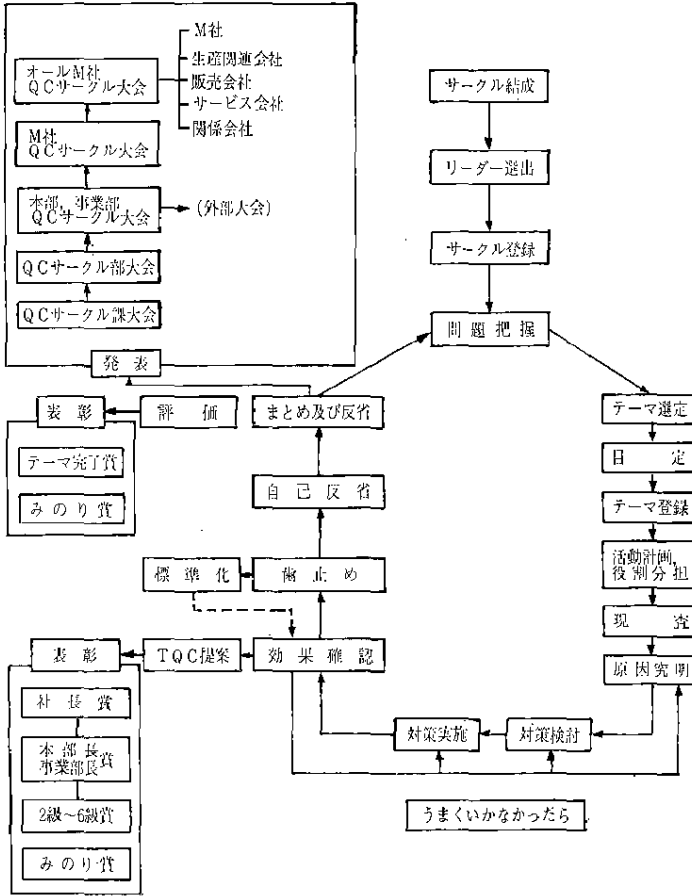 M社
生産関連会社
販売会社
サービス会社
関係会社
オールM社
QCサークル大会
M社
QCサークル大会
本部，事業部
QCサークル大会
(外部大会)
QCサークル部大会
QCサークル課大会
発表
サークル結成
リーダー選出
サークル登録
問題把握
表彰
評価
まとめ及び反省
テーマ完了賞
みのり賞
自己反省
標準化
歯止め
テーマ選定
目　定
テーマ登録
活動計画，
役割分担
現　査
原因究明
表彰
TQC提案
効果確認
社長賞
本部長
事業部長賞
2級～6級賞
みのり賞
対策実施
対策検討
うまくいかなかったら